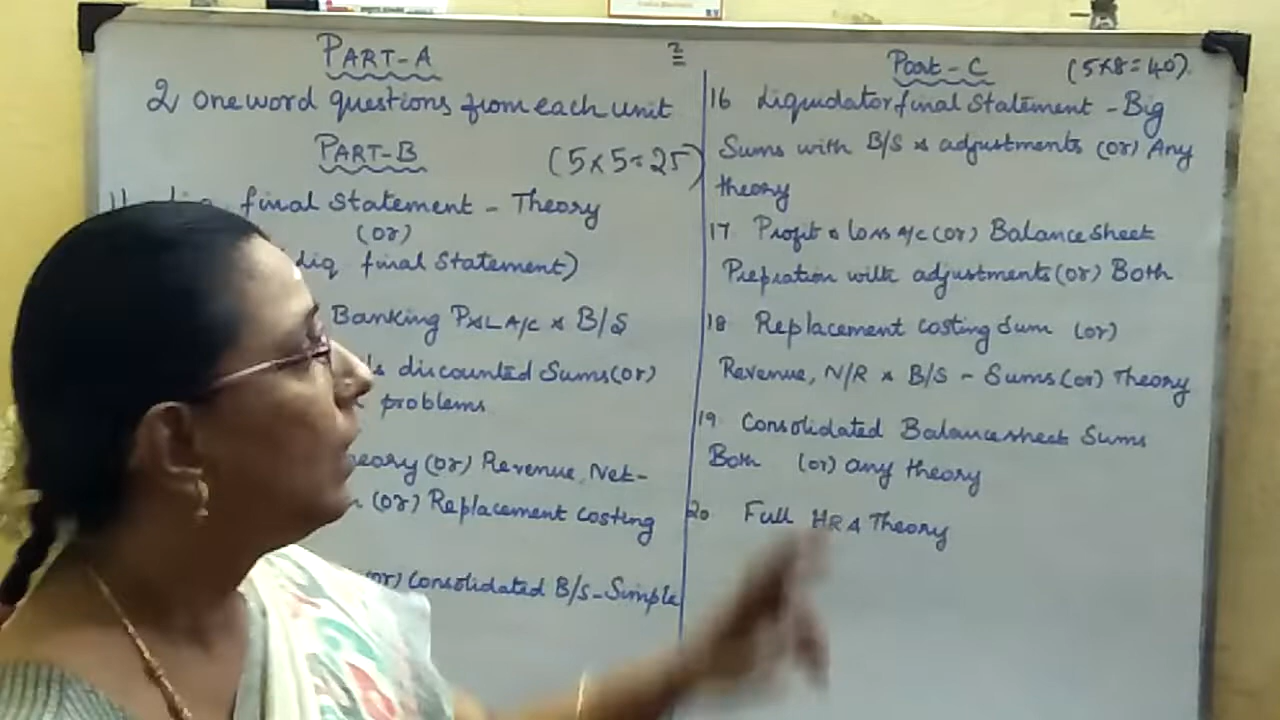 PART-A
2 one word questions from each unit
PART-B
(5x5=25)
final Statement - Theory
(or)
liq final Statement)
Banking P&L A/c & B/S
discounted Sums (or)
problems
(or) Revenue, Net-
(or) Replacement Costing
(or) Consolidated B/S - Simple
2
Part - C (5x8=40)
16 Liquidator final Statement - Big
Sums with B/S & adjustments (or) Any
theory
17 Profit & loss A/c (or) Balance Sheet
Prepration with adjustments (or) Both
18 Replacement Costing Sum (or)
Revenue, N/R & B/S - Sums (or) Theory
19 Consolidated Balance sheet Sums
Both (or) any theory
20 Full HRA Theory